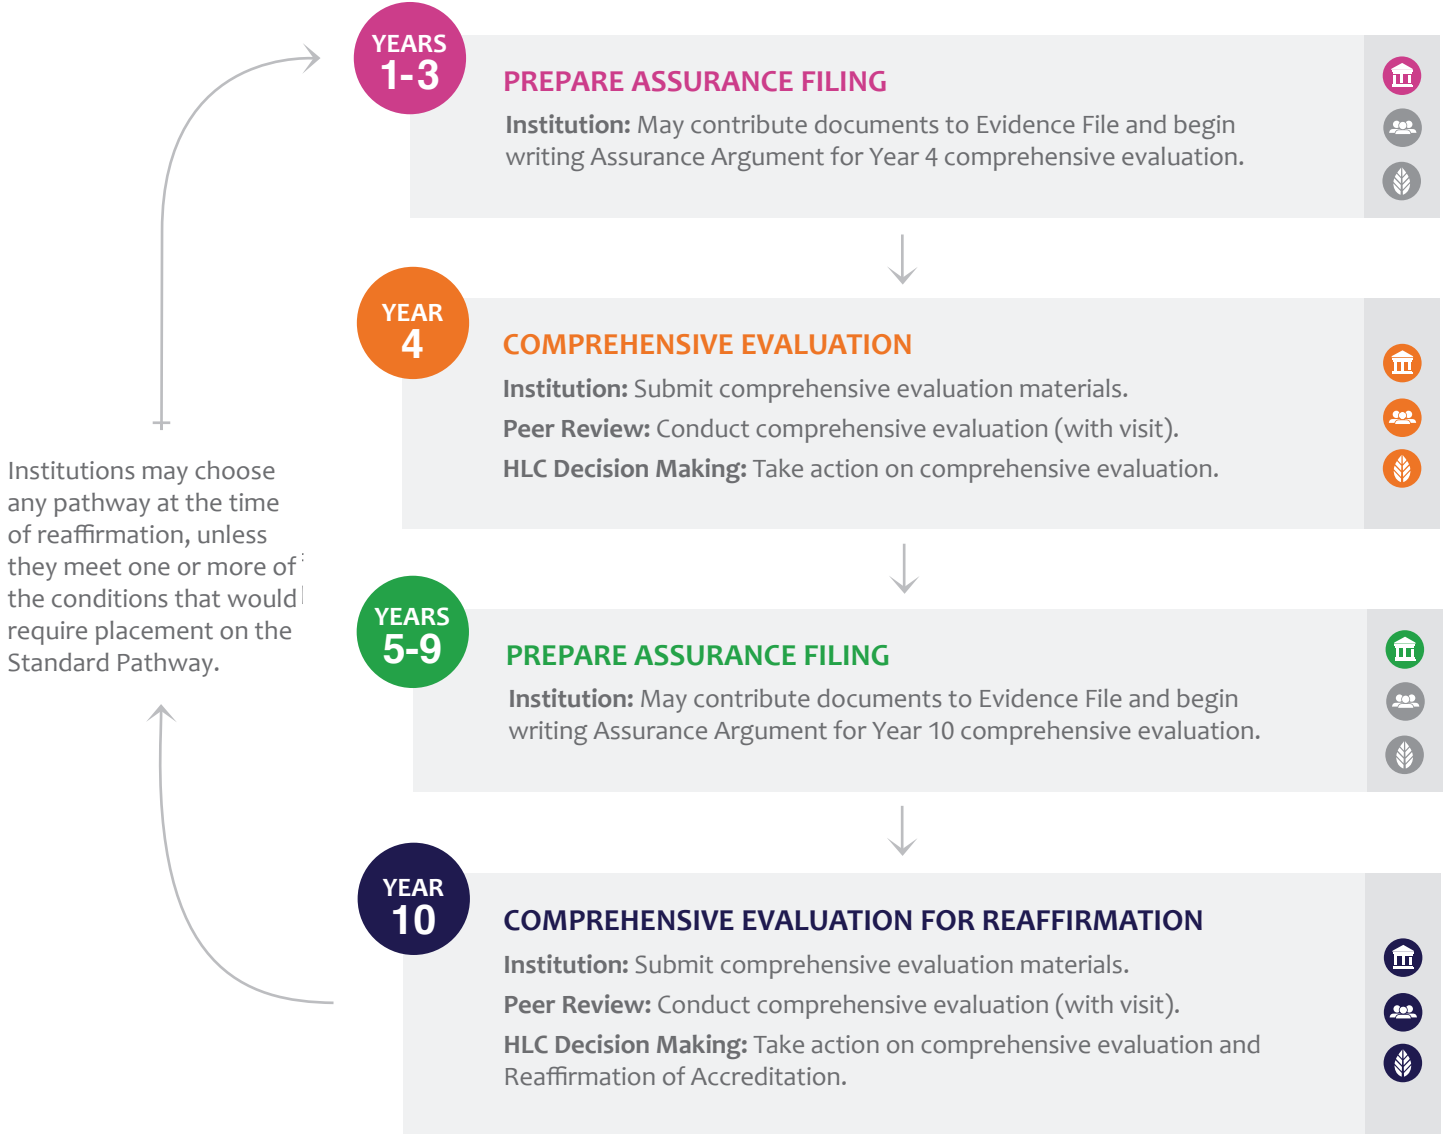 YEARS
1-3
PREPARE ASSURANCE FILING
Institution: May contribute documents to Evidence File and begin
writing Assurance Argument for Year 4 comprehensive evaluation.
YEAR
4
COMPREHENSIVE EVALUATION
Institution: Submit comprehensive evaluation materials.
Peer Review: Conduct comprehensive evaluation (with visit).
HLC Decision Making: Take action on comprehensive evaluation.
Institutions may choose
any pathway at the time
of reaffirmation, unless
they meet one or more of
the conditions that would
require placement on the
Standard Pathway.
YEARS
5-9
PREPARE ASSURANCE FILING
Institution: May contribute documents to Evidence File and begin
writing Assurance Argument for Year 10 comprehensive evaluation.
YEAR
10
COMPREHENSIVE EVALUATION FOR REAFFIRMATION
Institution: Submit comprehensive evaluation materials.
Peer Review: Conduct comprehensive evaluation (with visit).
HLC Decision Making: Take action on comprehensive evaluation and
Reaffirmation of Accreditation.